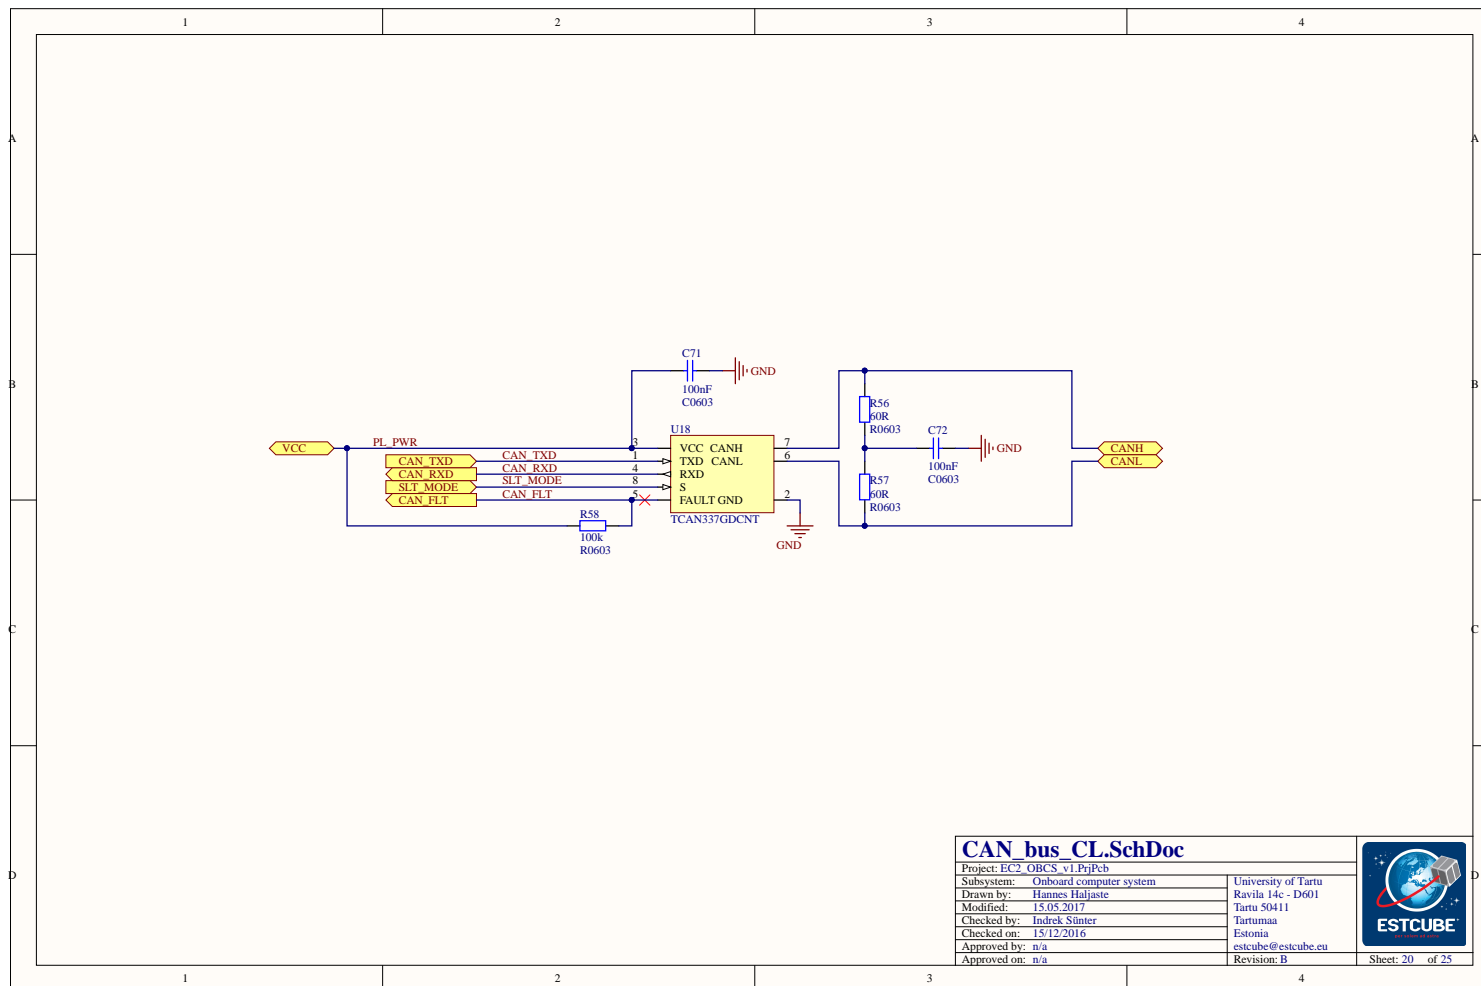 1 2 3 4
A A
C71
100nF
C0603
GND
B B
R56
60R
R0603
C72
100nF
C0603
GND
VCC
PL_PWR
CAN_TXD CAN_TXD
CAN_RXD CAN_RXD
SLT_MODE SLT_MODE
CAN_FLT CAN_FLT
U18
3 VCC CANH 7
1 TXD CANL 6
4 RXD
8 S
5 FAULT GND 2
TCAN337GDCNT
GND
CANH
CANL
R57
60R
R0603
R58
100k
R0603
C C
D D
CAN_bus_CL.SchDoc
Project: EC2_OBCS_v1.PrjPcb
Subsystem: Onboard computer system
Drawn by: Hannes Haljaste
Modified: 15.05.2017
Checked by: Indrek Sünter
Checked on: 15/12/2016
Approved by: n/a
Approved on: n/a
University of Tartu
Ravila 14c - D601
Tartu 50411
Tartumaa
Estonia
estcube@estcube.eu
Revision: B
ESTCUBE
Sheet: 20 of 25
1 2 3 4